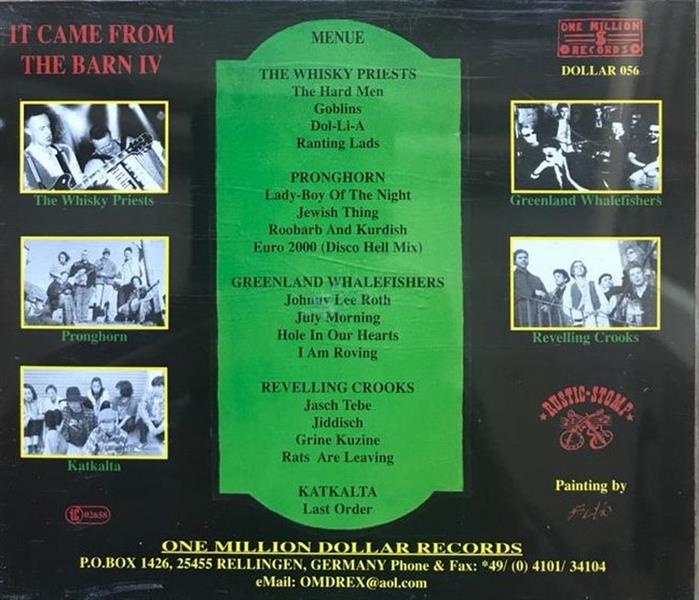 IT CAME FROM
THE BARN IV
MENUE
ONE MILLION
$
RECORDS
DOLLAR 056
THE WHISKY PRIESTS
The Hard Men
Goblins
Dol-Li-A
Ranting Lads
The Whisky Priests
Greenland Whalefishers
PRONGHORN
Lady-Boy Of The Night
Jewish Thing
Roobarb And Kurdish
Euro 2000 (Disco Hell Mix)
Pronghorn
Revelling Crooks
GREENLAND WHALEFISHERS
Johnny Lee Roth
July Morning
Hole In Our Hearts
I Am Roving
REVELLING CROOKS
Jasch Tebe
Jiddisch
Grine Kuzine
Rats Are Leaving
Katkalta
RUSTIC-STOMP
KATKALTA
Last Order
Painting by
LC 02658
ONE MILLION DOLLAR RECORDS
P.O.BOX 1426, 25455 RELLINGEN, GERMANY Phone & Fax: *49/ (0) 4101/ 34104
eMail: OMDREX@aol.com